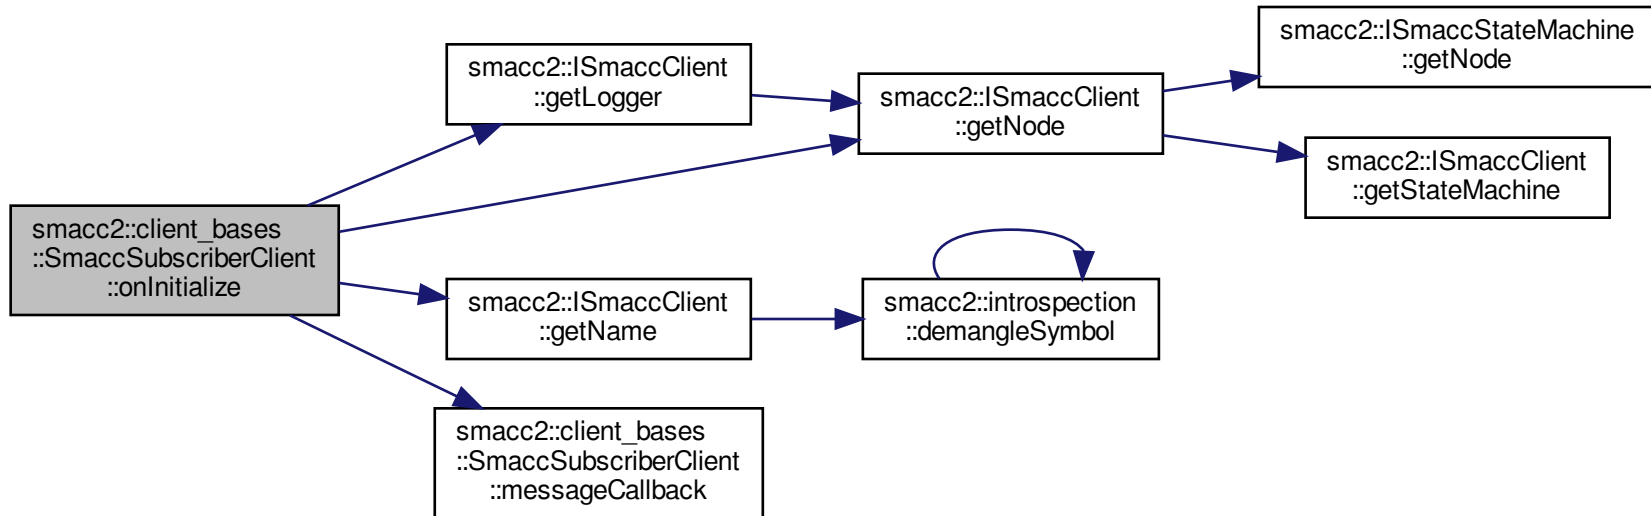 smacc2::client_bases
::SmaccSubscriberClient
::onInitialize
smacc2::ISmaccClient
::getLogger
smacc2::ISmaccClient
::getNode
smacc2::ISmaccStateMachine
::getNode
smacc2::ISmaccClient
::getStateMachine
smacc2::ISmaccClient
::getName
smacc2::introspection
::demangleSymbol
smacc2::client_bases
::SmaccSubscriberClient
::messageCallback